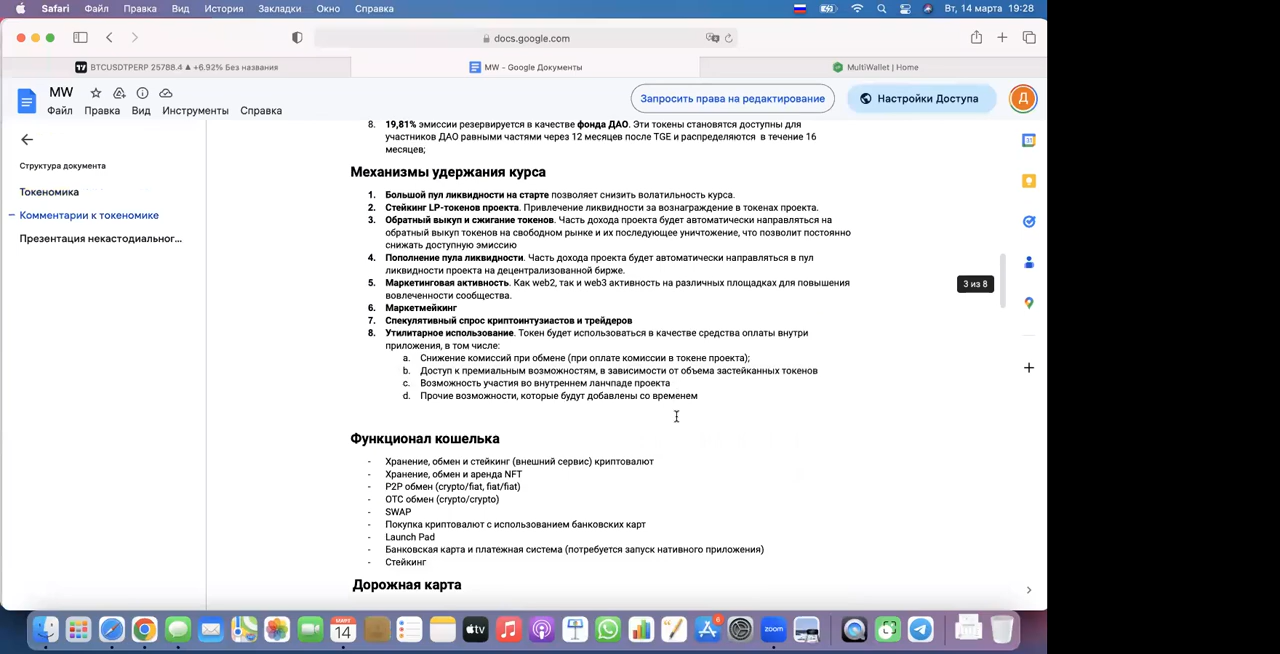 Safari Файл Правка Вид История Закладки Окно Справка Вт, 14 марта 19:28
docs.google.com
BTCUSDTPERP 25788.4 ▲ +6.92% Без названия MW – Google Документы MultiWallet | Home
MW
Файл Правка Вид Инструменты Справка
Запросить права на редактирование Настройки Доступа Д
Структура документа
Токеномика
Комментарии к токеномике
Презентация некастодиальног...
8. 19,81% эмиссии резервируется в качестве фонда ДАО. Эти токены становятся доступны для
участников ДАО равными частями через 12 месяцев после TGE и распределяются в течение 16
месяцев;
Механизмы удержания курса
1. Большой пул ликвидности на старте позволяет снизить волатильность курса.
2. Стейкинг LP-токенов проекта. Привлечение ликвидности за вознаграждение в токенах проекта.
3. Обратный выкуп и сжигание токенов. Часть дохода проекта будет автоматически направляться на
обратный выкуп токенов на свободном рынке и их последующее уничтожение, что позволит постоянно
снижать доступную эмиссию
4. Пополнение пула ликвидности. Часть дохода проекта будет автоматически направляться в пул
ликвидности проекта на децентрализованной бирже.
5. Маркетинговая активность. Как web2, так и web3 активность на различных площадках для повышения
вовлеченности сообщества.
6. Маркетмейкинг
7. Спекулятивный спрос криптоинтузиастов и трейдеров
8. Утилитарное использование. Токен будет использоваться в качестве средства оплаты внутри
приложения, в том числе:
a. Снижение комиссий при обмене (при оплате комиссии в токене проекта);
b. Доступ к премиальным возможностям, в зависимости от объема застейканных токенов
c. Возможность участия во внутреннем ланчпаде проекта
d. Прочие возможности, которые будут добавлены со временем
3 из 8
Функционал кошелька
- Хранение, обмен и стейкинг (внешний сервис) криптовалют
- Хранение, обмен и аренда NFT
- P2P обмен (crypto/fiat, fiat/fiat)
- OTC обмен (crypto/crypto)
- SWAP
- Покупка криптовалют с использованием банковских карт
- Launch Pad
- Банковская карта и платежная система (потребуется запуск нативного приложения)
- Стейкинг
Дорожная карта
МАРТ
14
tv
zoom